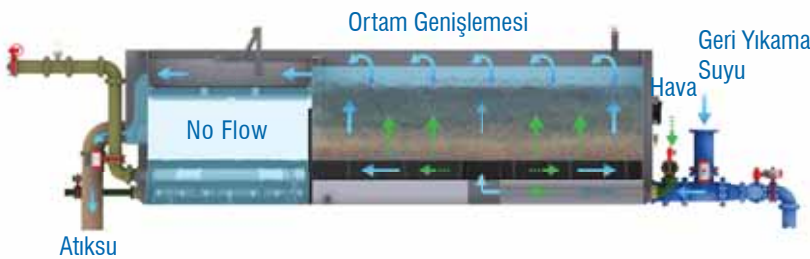 Ortam Genişlemesi
Geri Yıkama
Suyu
Hava
No Flow
Atıksu